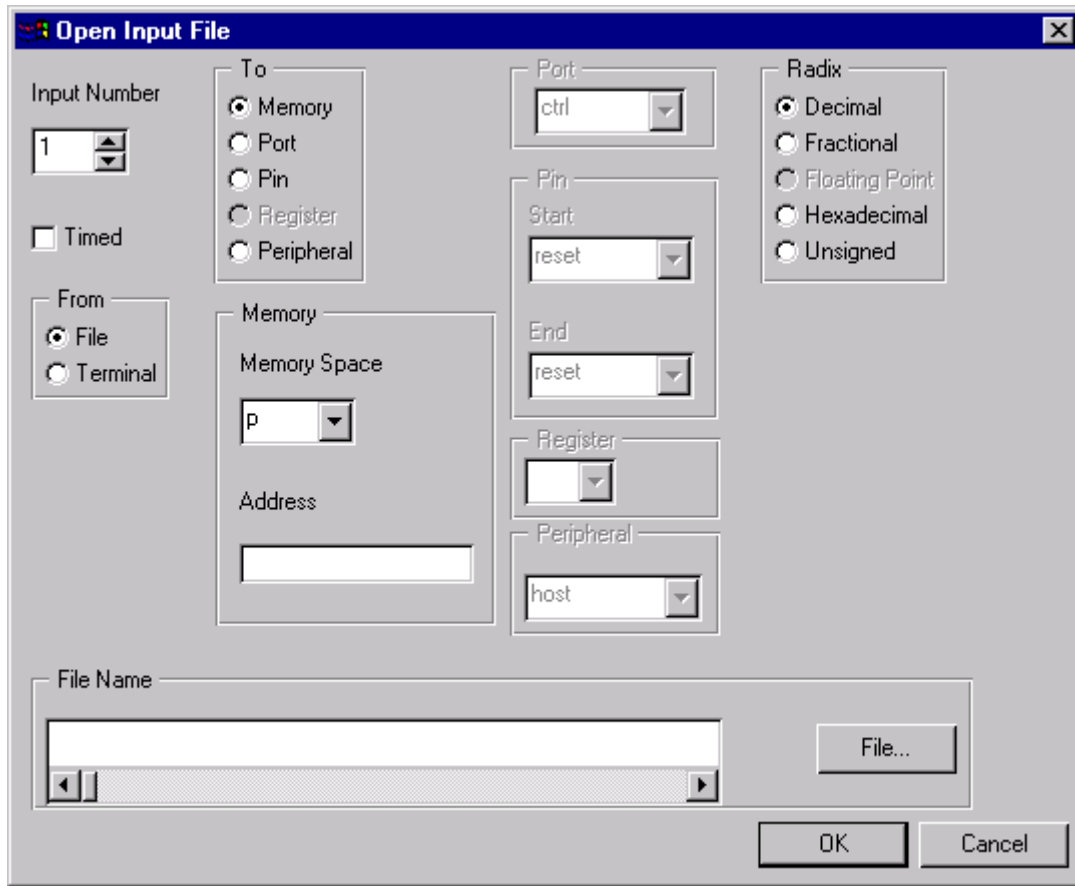 Open Input File
Input Number
1
Timed
From
File
Terminal
To
Memory
Port
Pin
Register
Peripheral
Memory
Memory Space
p
Address
Port
ctrl
Pin
Start
reset
End
reset
Register
Peripheral
host
Radix
Decimal
Fractional
Floating Point
Hexadecimal
Unsigned
File Name
File...
OK
Cancel